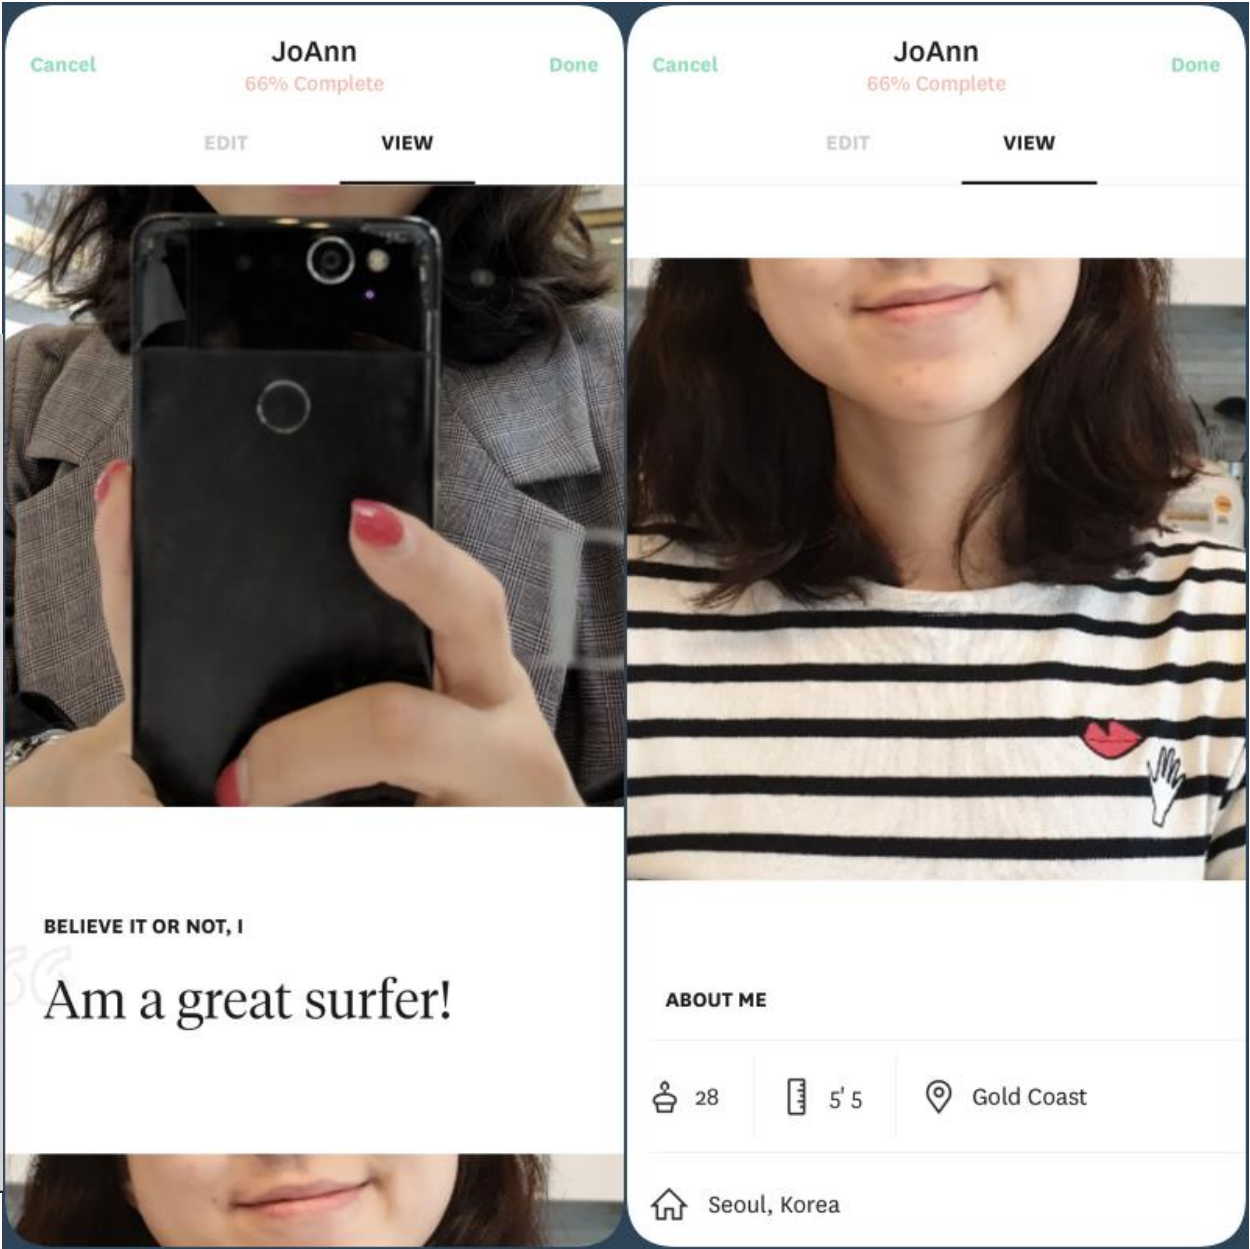 JoAnn
Cancel
Done
66% Complete
EDIT
VIEW
BELIEVE IT OR NOT, I
Am a great surfer!
JoAnn
Cancel
Done
66% Complete
EDIT
VIEW
ABOUT ME
28
5' 5
Gold Coast
Seoul, Korea